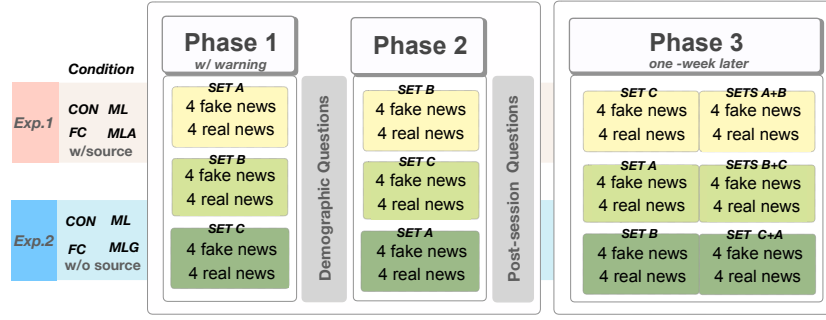 Phase 1
w/ warning
Phase 2
Phase 3
one -week later
Condition
Exp.1
CON ML
FC MLA
w/source
Exp.2
CON ML
FC MLG
w/o source
SET A
4 fake news
4 real news
SET B
4 fake news
4 real news
SET C
4 fake news
4 real news
Demographic Questions
SET B
4 fake news
4 real news
SET C
4 fake news
4 real news
SET A
4 fake news
4 real news
Post-session Questions
SET C
4 fake news
4 real news
SETS A+B
4 fake news
4 real news
SET A
4 fake news
4 real news
SETS B+C
4 fake news
4 real news
SET B
4 fake news
4 real news
SET C+A
4 fake news
4 real news